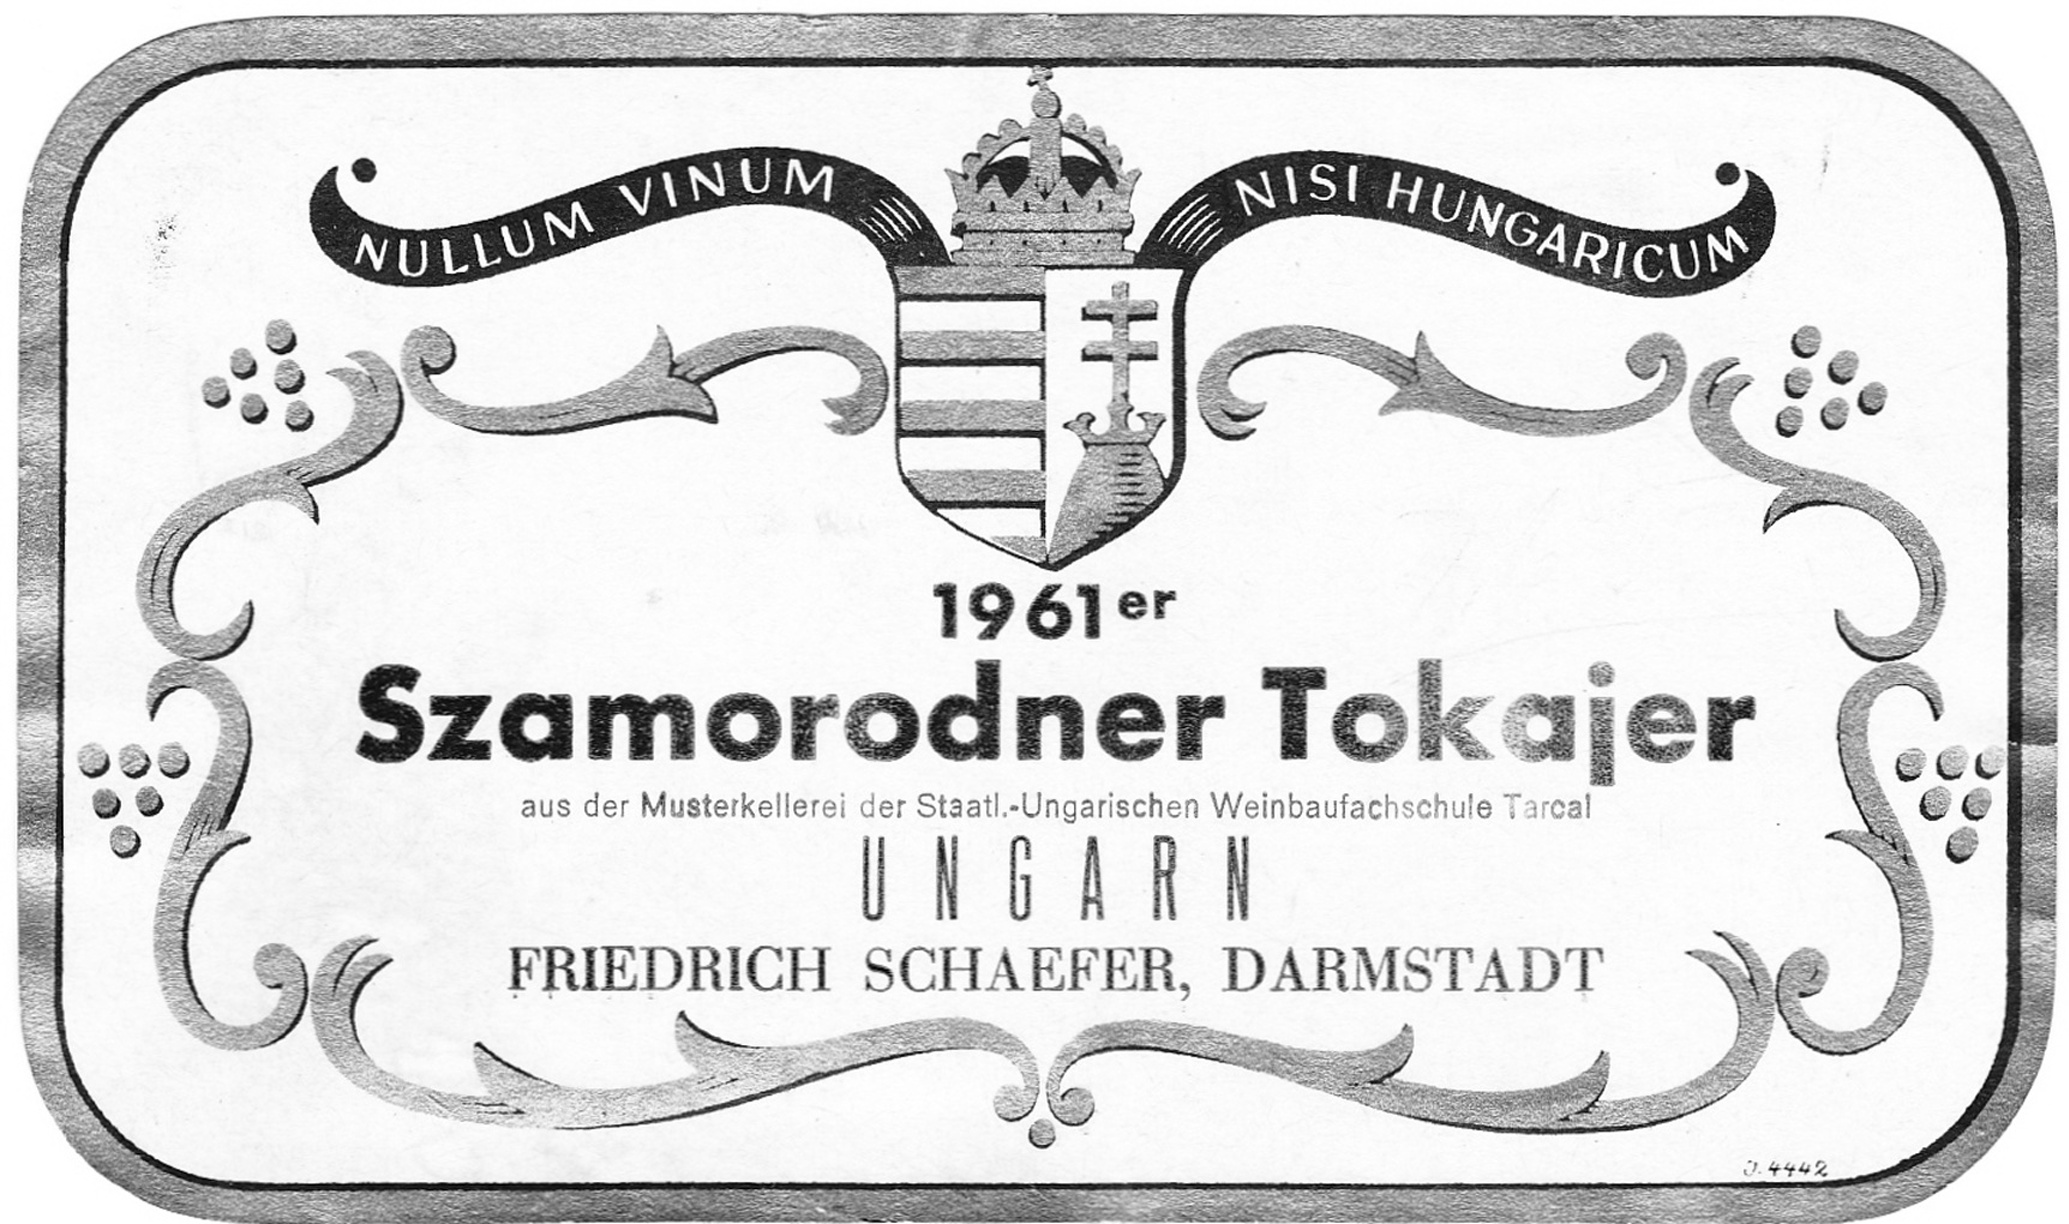 NULLUM VINUM NISI HUNGARICUM
1961er
Szamorodner Tokajer
aus der Musterkellerei der Staatl.-Ungarischen Weinbaufachschule Tarcal
UNGARN
FRIEDRICH SCHAEFER, DARMSTADT
J. 4442